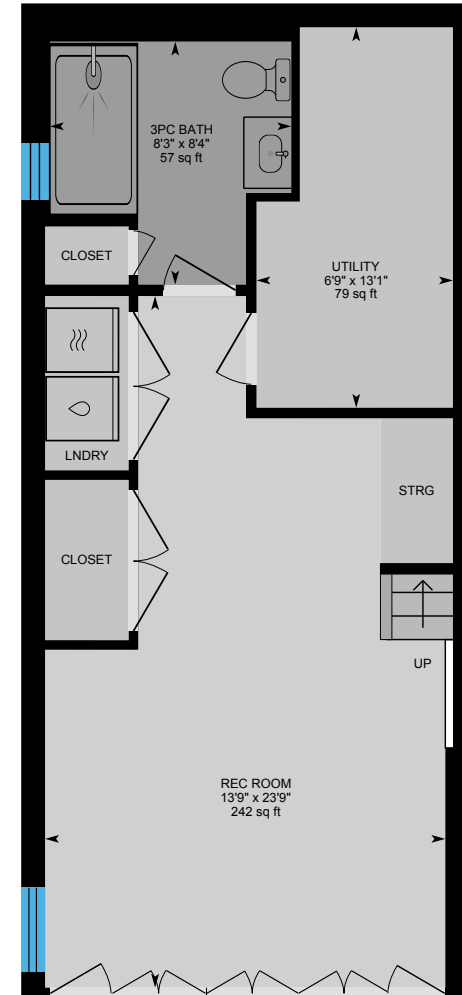 3PC BATH
8'3" x 8'4"
57 sq ft
CLOSET
UTILITY
6'9" x 13'1"
79 sq ft
LNDRY
STRG
CLOSET
UP
REC ROOM
13'9" x 23'9"
242 sq ft